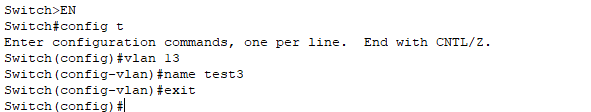 Switch>EN
Switch#config t
Enter configuration commands, one per line.  End with CNTL/Z.
Switch(config)#vlan 13
Switch(config-vlan)#name test3
Switch(config-vlan)#exit
Switch(config)#